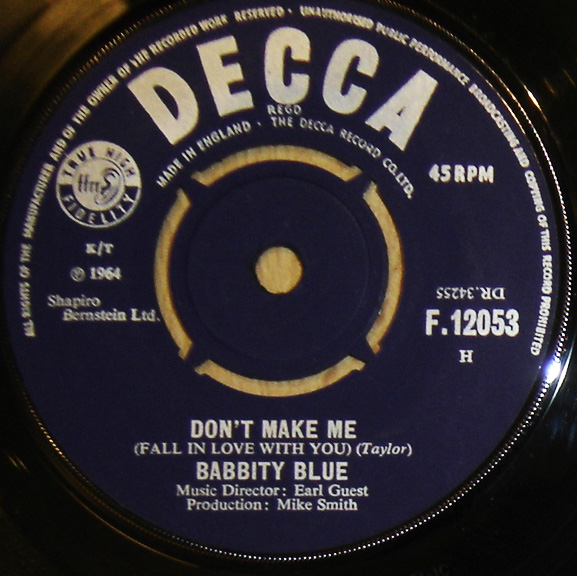 ALL RIGHTS OF THE MANUFACTURER AND OF THE OWNER OF THE RECORDED WORK RESERVED · UNAUTHORISED PUBLIC PERFORMANCE BROADCASTING AND COPYING OF THIS RECORD PROHIBITED
DECCA
REGD
MADE IN ENGLAND · THE DECCA RECORD CO. LTD.
TRUE HIGH
ffrr
FIDELITY
45 RPM
K/T
℗ 1964
Shapiro
Bernstein Ltd.
DR.34255
F.12053
H
DON'T MAKE ME
(FALL IN LOVE WITH YOU) (Taylor)
BABBITY BLUE
Music Director: Earl Guest
Production: Mike Smith